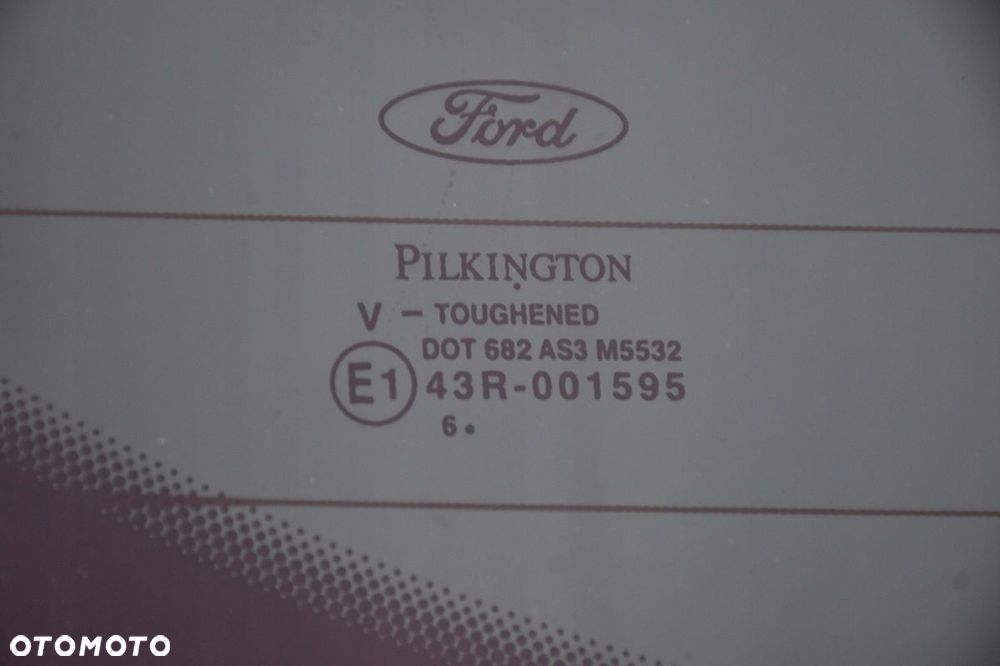 Ford
PILKINGTON
V - TOUGHENED
DOT 682 AS3 M5532
E1 43R-001595
6.
OTOMOTO